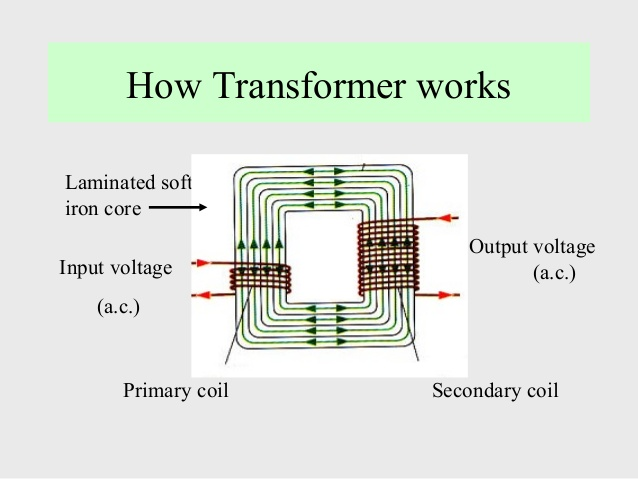 How Transformer works
Laminated soft
iron core
Input voltage
(a.c.)
Output voltage
(a.c.)
Primary coil
Secondary coil